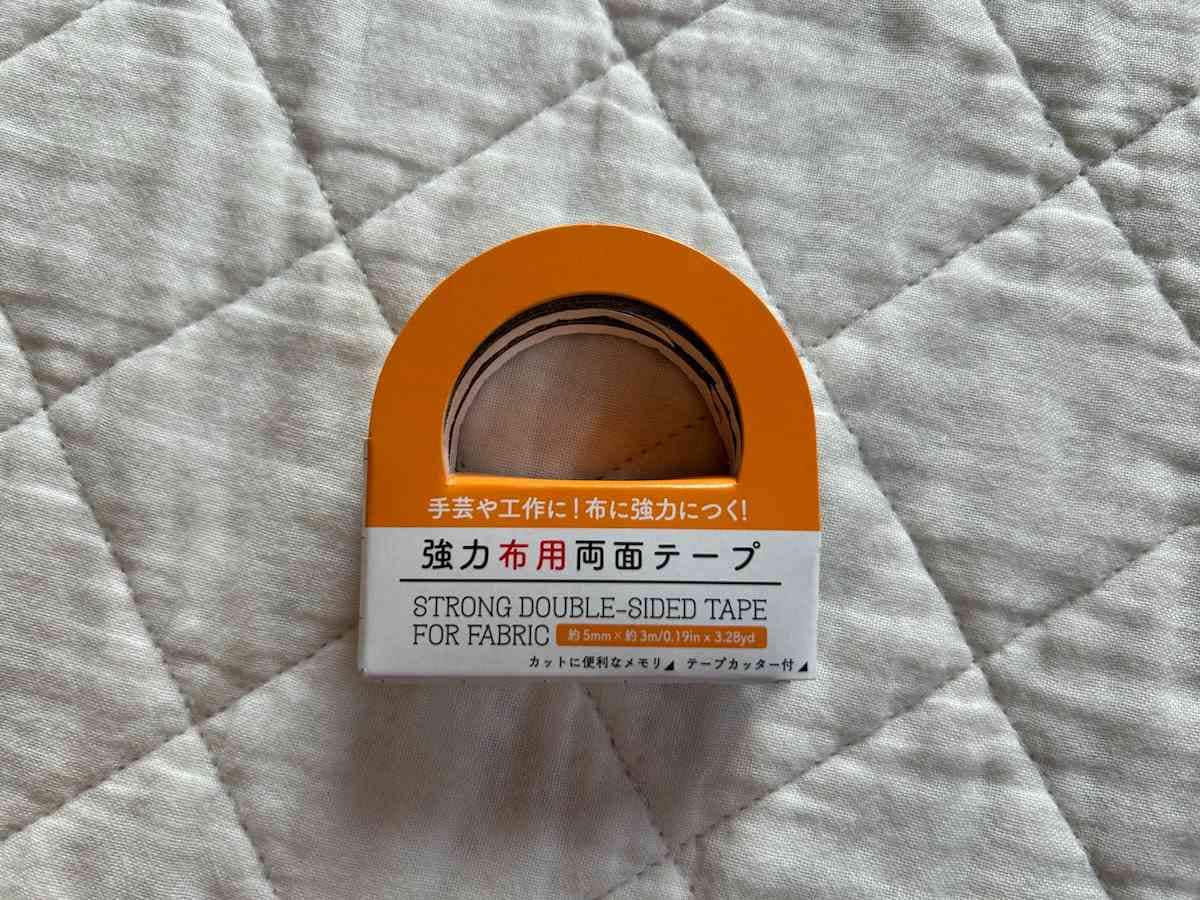 手芸や工作に!布に強力につく!
強力布用両面テープ
STRONG DOUBLE-SIDED TAPE
FOR FABRIC 約5mm×約3m/0.19in x 3.28yd
カットに便利なメモリ◢ テープカッター付◢